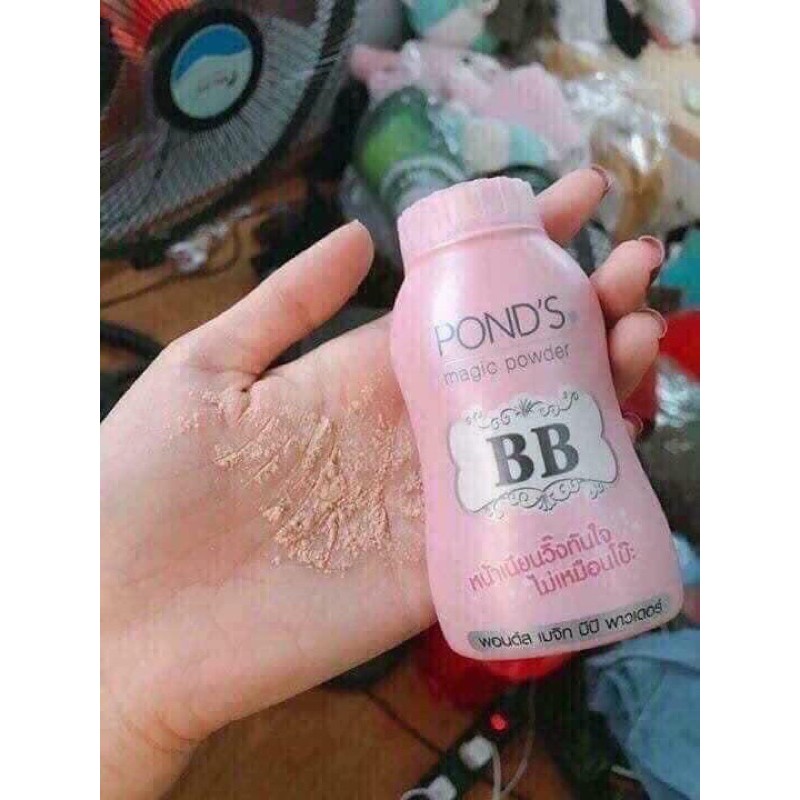 POND'S
magic powder
BB
หน้าเนียนวิ๊งทันใจ
ไม่เหมือนโบ๊ะ
พอนด์ส เมจิก บีบี พาวเดอร์